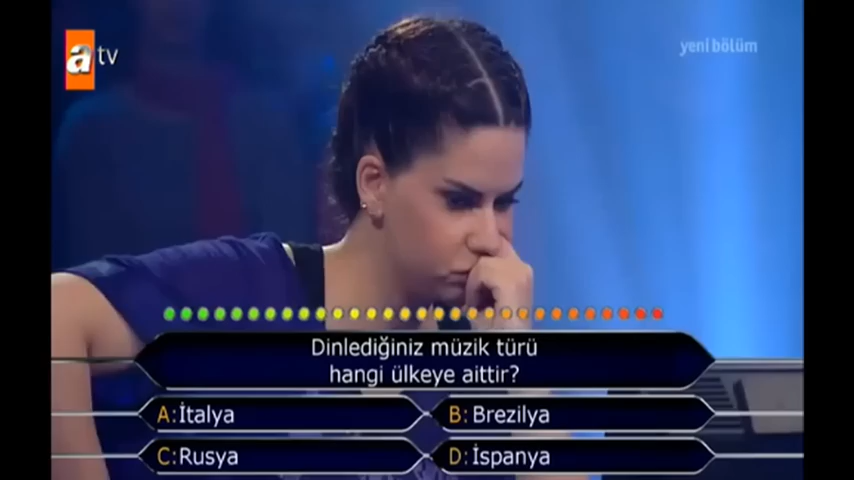 atv
yeni bölüm
Dinlediğiniz müzik türü
hangi ülkeye aittir?
A:İtalya
B:Brezilya
C:Rusya
D:İspanya